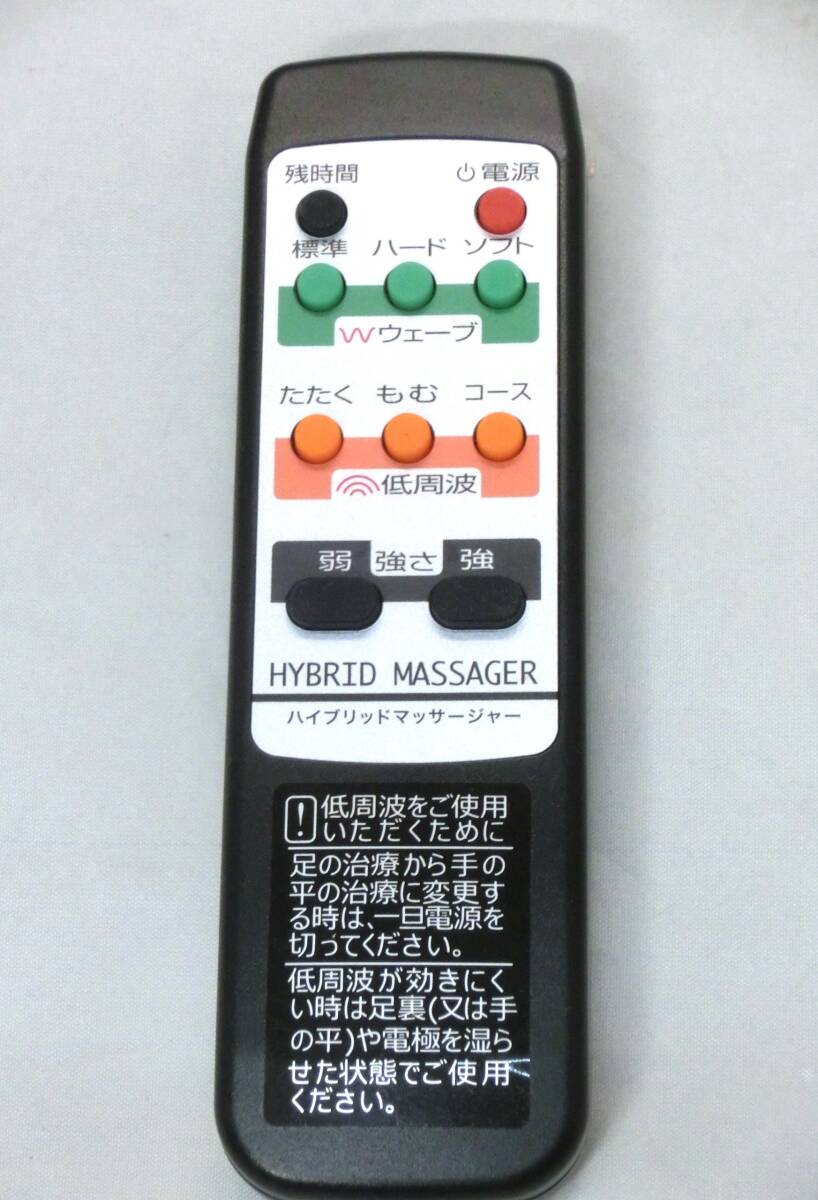 残時間 電源
標準 ハード ソフト
ウェーブ
たたく もむ コース
低周波
弱 強さ 強
HYBRID MASSAGER
ハイブリッドマッサージャー
! 低周波をご使用
いただくために
足の治療から手の
平の治療に変更す
る時は、一旦電源を
切ってください。
低周波が効きにく
い時は足裏(又は手
の平)や電極を湿ら
せた状態でご使用
ください。